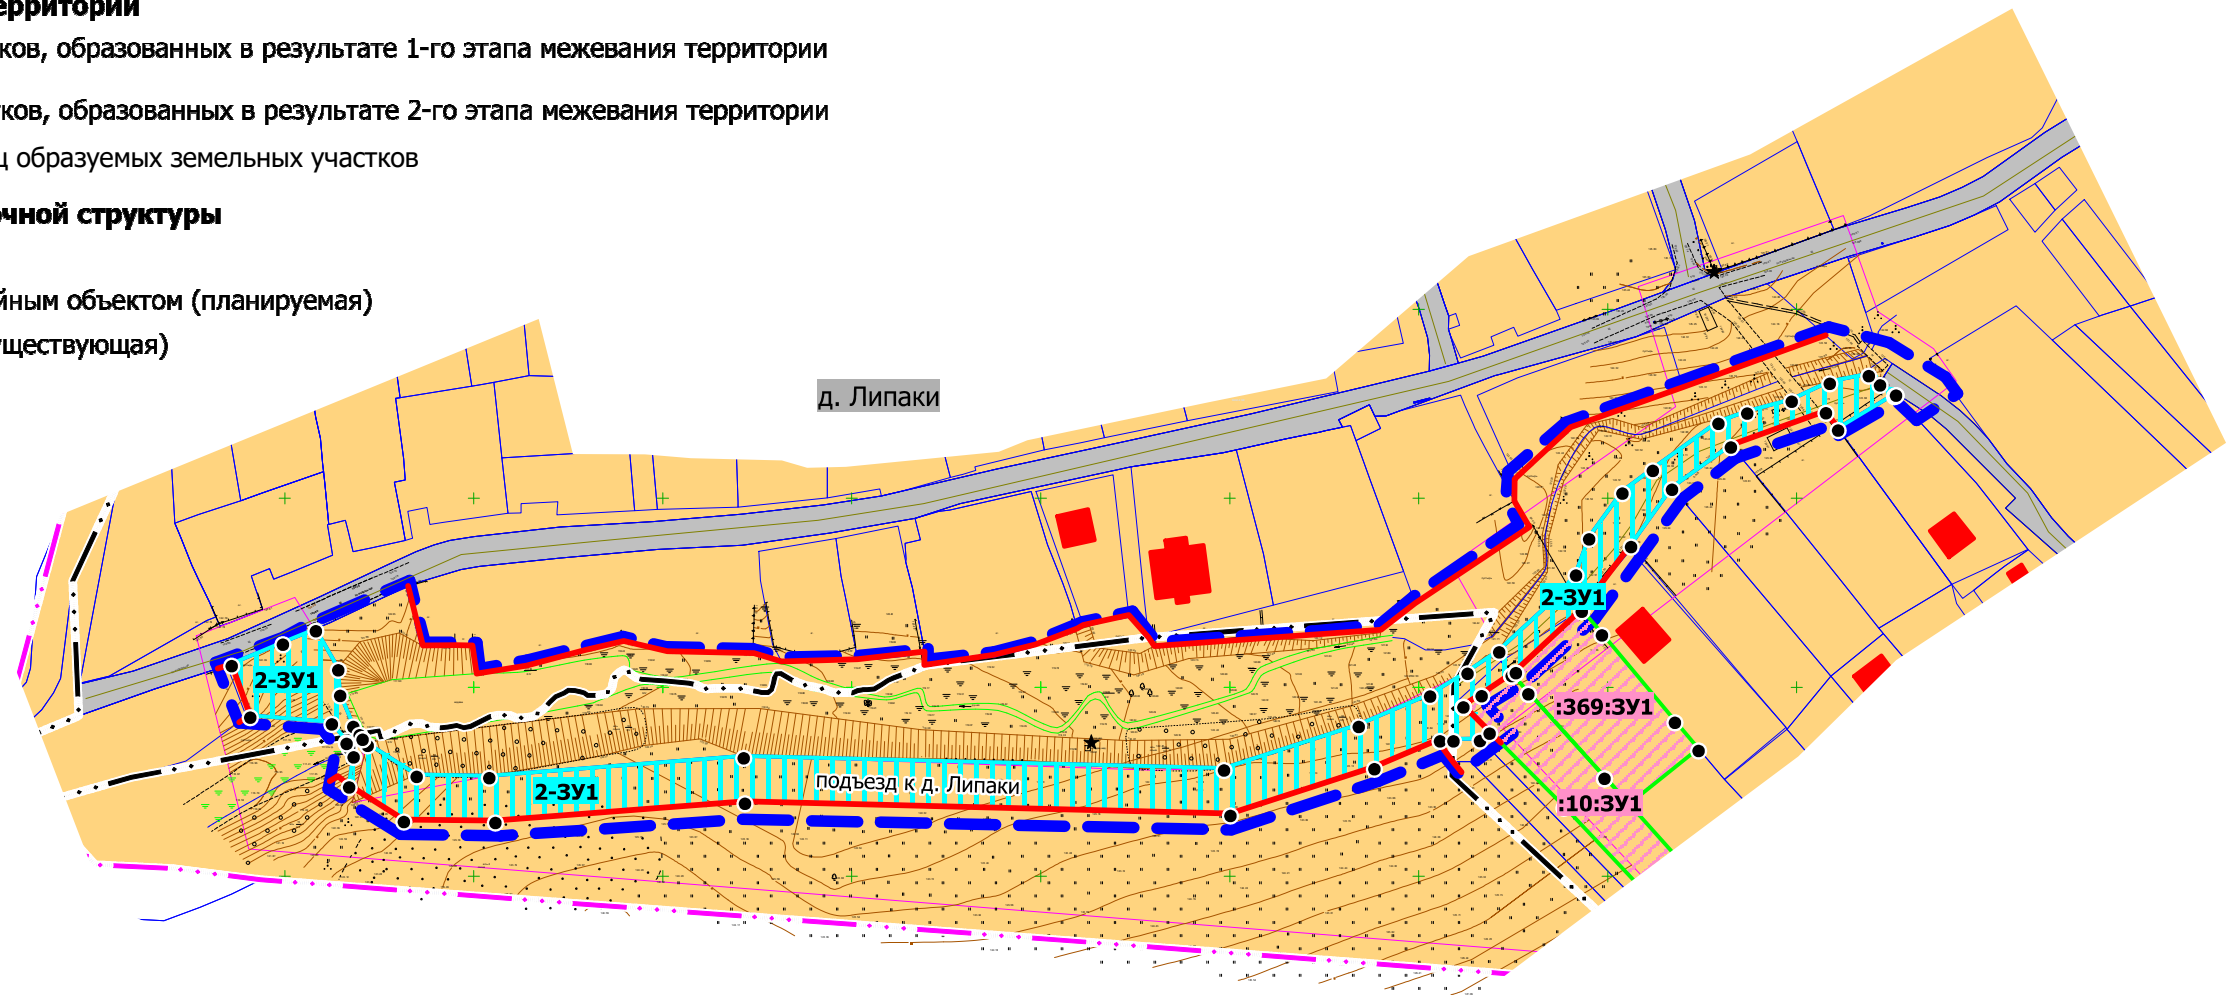 ерритории
ков, образованных в результате 1-го этапа межевания территории
ков, образованных в результате 2-го этапа межевания территории
ц образуемых земельных участков
очной структуры
йным объектом (планируемая)
уществующая)
д. Липаки
2-ЗУ1
2-ЗУ1
:369:ЗУ1
2-ЗУ1
подъезд к д. Липаки
:10:ЗУ1